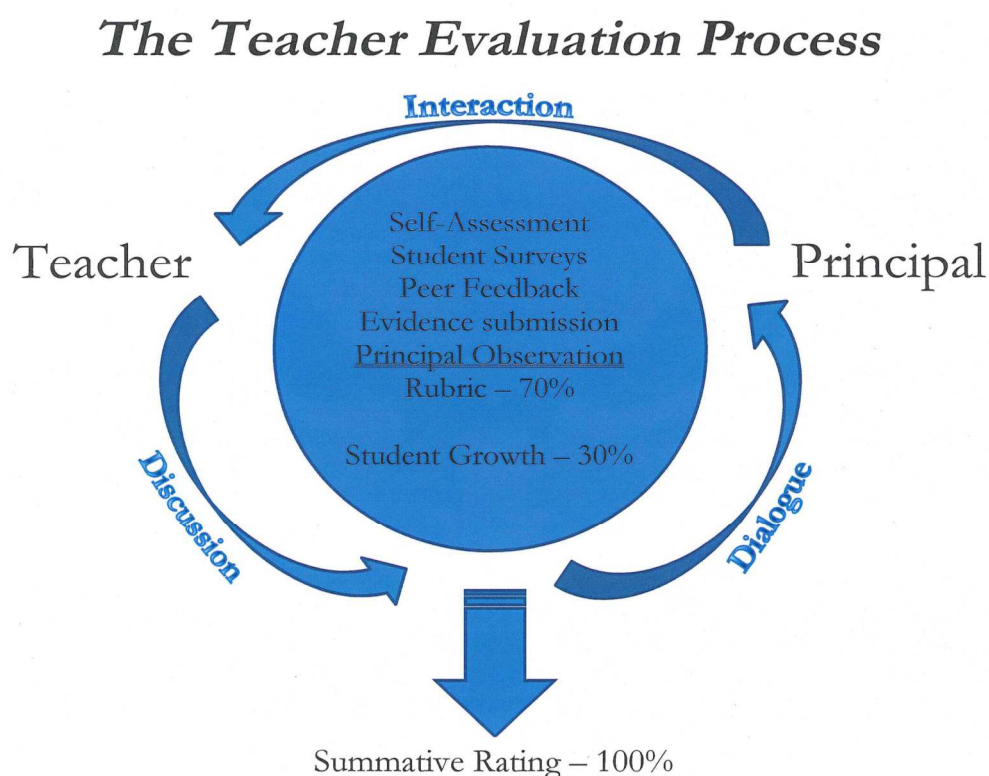 The Teacher Evaluation Process
Interaction
Teacher
Principal
Self-Assessment
Student Surveys
Peer Feedback
Evidence submission
Principal Observation
Rubric – 70%
Student Growth – 30%
Discussion
Dialogue
Summative Rating – 100%